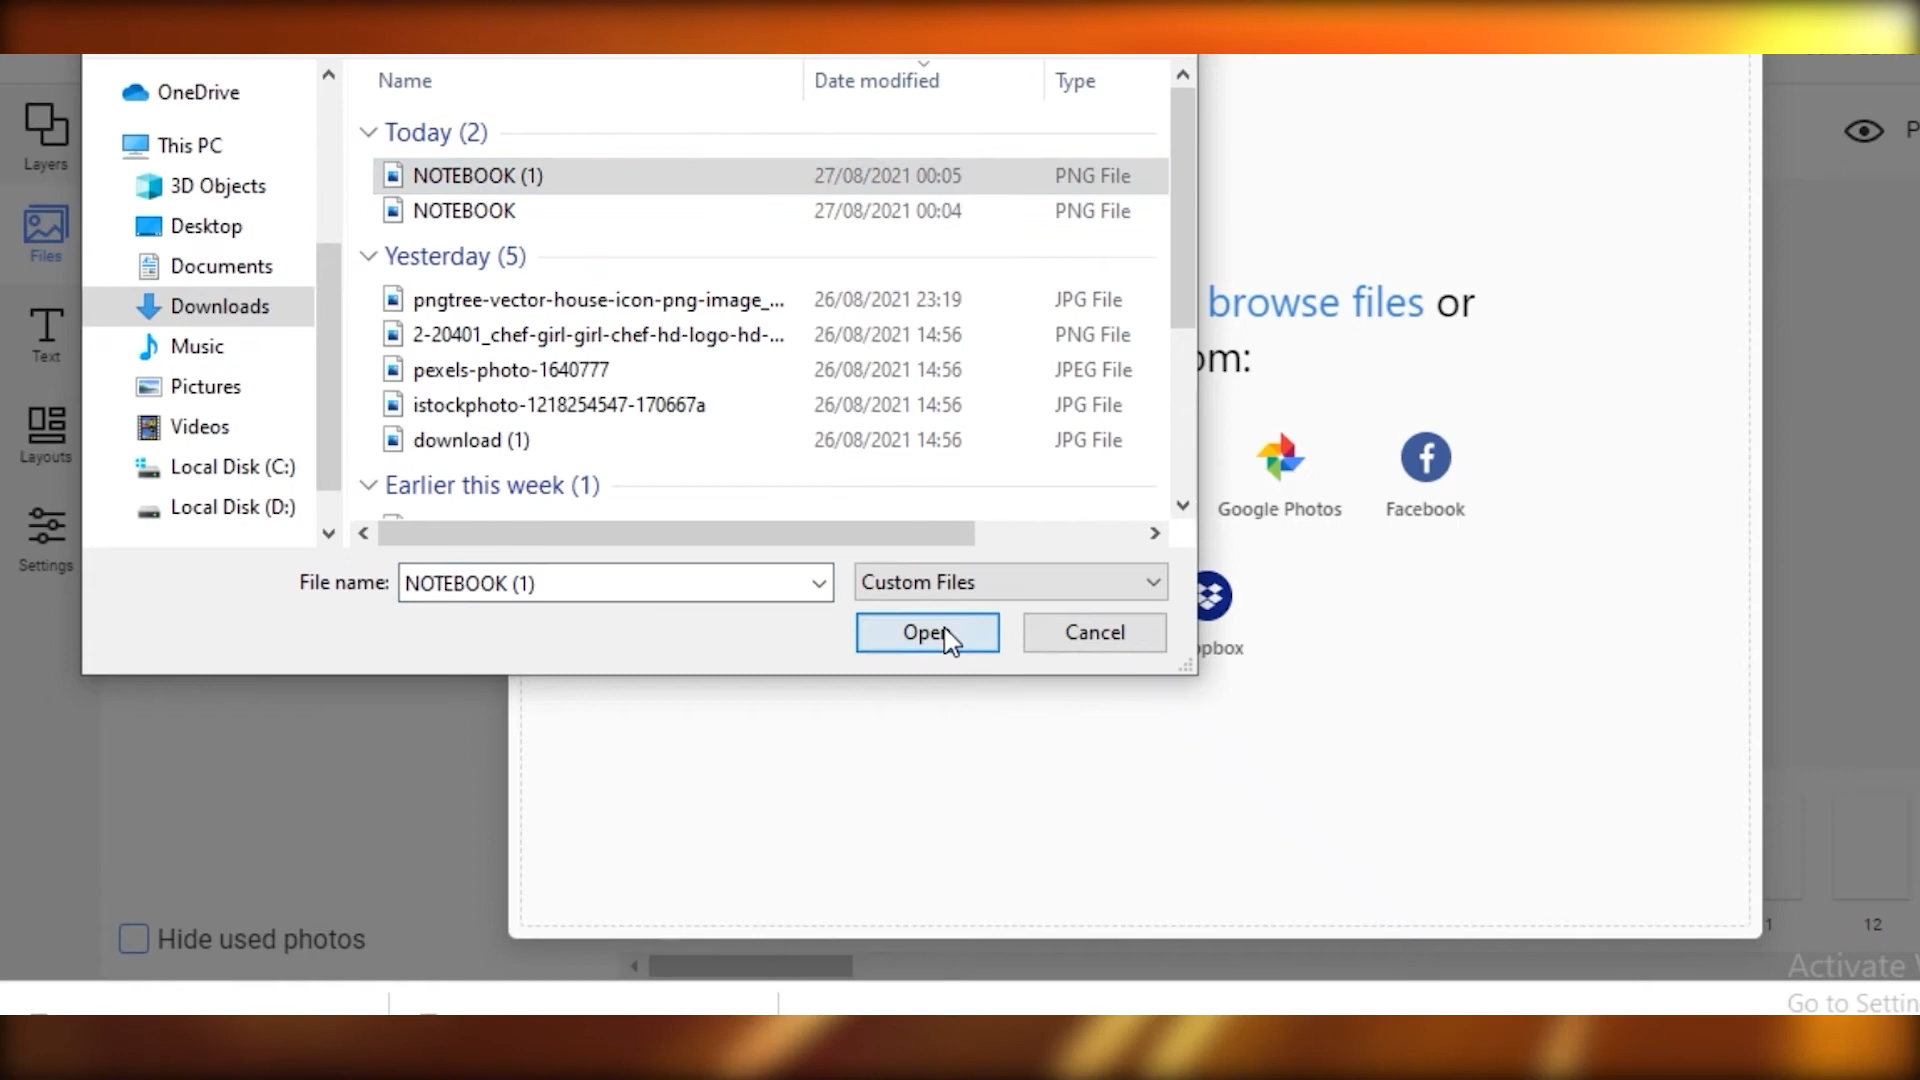 OneDrive
This PC
3D Objects
Desktop
Documents
Downloads
Music
Pictures
Videos
Local Disk (C:)
Local Disk (D:)
Name Date modified Type
Today (2)
NOTEBOOK (1) 27/08/2021 00:05 PNG File
NOTEBOOK 27/08/2021 00:04 PNG File
Yesterday (5)
pngtree-vector-house-icon-png-image_... 26/08/2021 23:19 JPG File
2-20401_chef-girl-girl-chef-hd-logo-hd-... 26/08/2021 14:56 PNG File
pexels-photo-1640777 26/08/2021 14:56 JPEG File
istockphoto-1218254547-170667a 26/08/2021 14:56 JPG File
download (1) 26/08/2021 14:56 JPG File
Earlier this week (1)
File name: NOTEBOOK (1) Custom Files
Open Cancel
Layers
Files
Text
Layouts
Settings
browse files or
om:
Google Photos Facebook
pbox
P
Hide used photos
1 12
Activate
Go to Settin